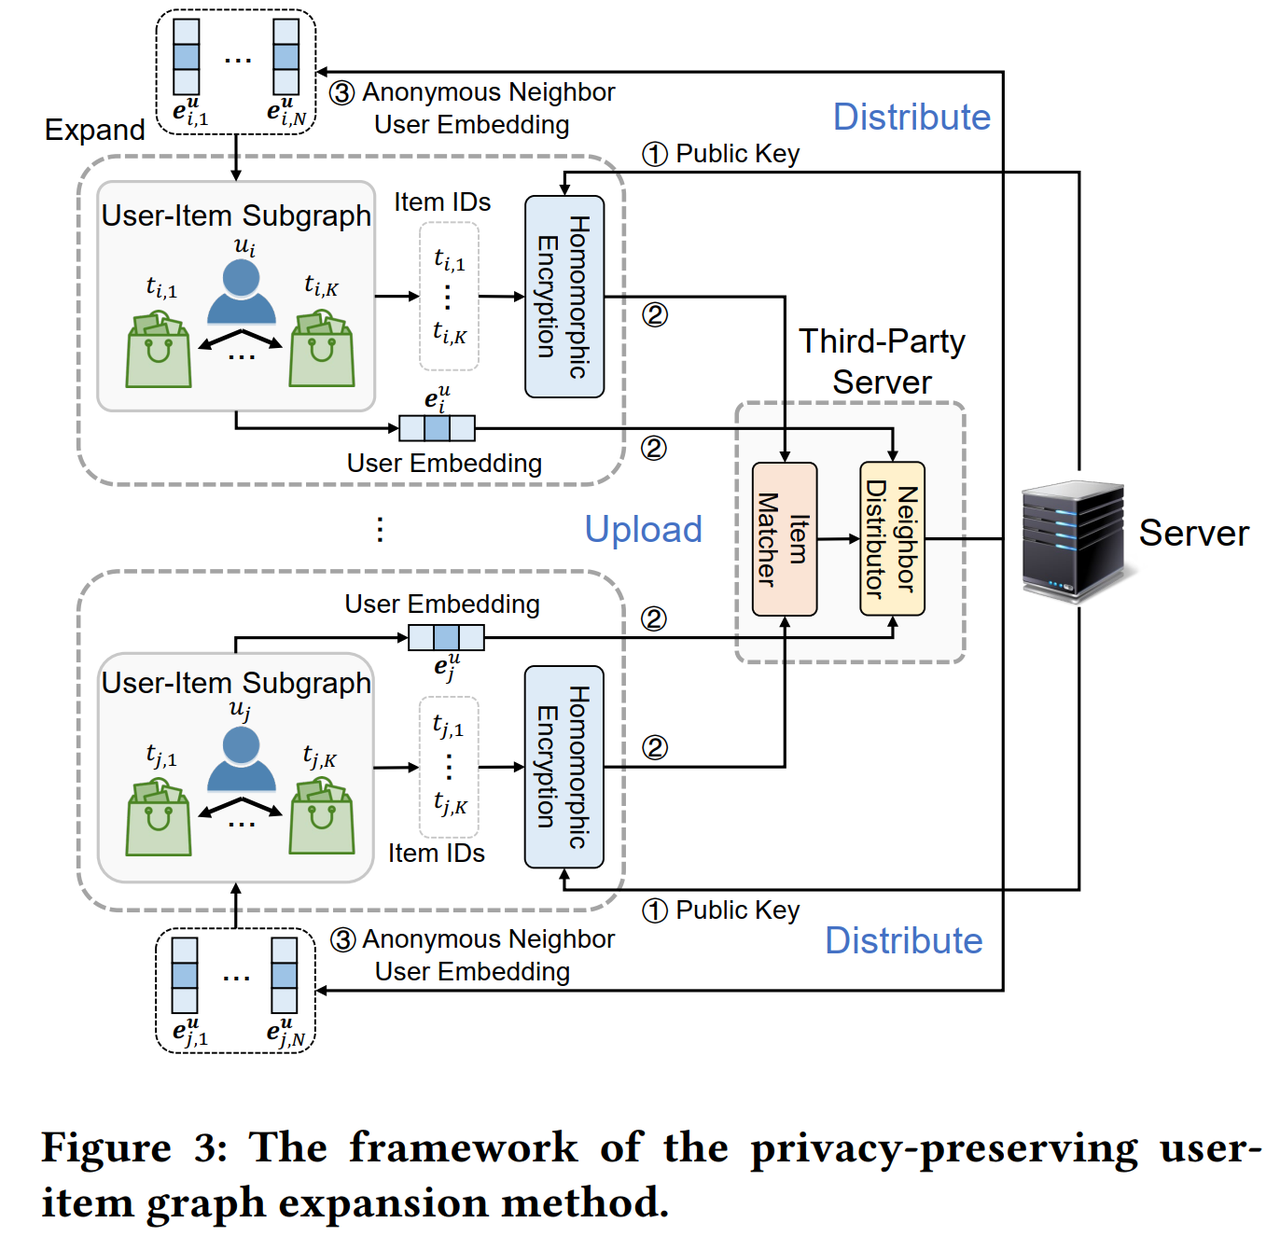 e^u_{i,1} ... e^u_{i,N}
③ Anonymous Neighbor
User Embedding
Distribute
Expand
① Public Key
User-Item Subgraph
u_i
t_{i,1} t_{i,K}
...
Item IDs
t_{i,1}
⋮
t_{i,K}
Homomorphic
Encryption
②
e^u_i
User Embedding
②
Third-Party
Server
⋮
Upload
Item
Matcher
Neighbor
Distributor
Server
User Embedding
e^u_j
②
User-Item Subgraph
u_j
t_{j,1} t_{j,K}
...
t_{j,1}
⋮
t_{j,K}
Item IDs
Homomorphic
Encryption
②
① Public Key
③ Anonymous Neighbor
User Embedding
Distribute
... 
e^u_{j,1} e^u_{j,N}
Figure 3: The framework of the privacy-preserving user-
item graph expansion method.